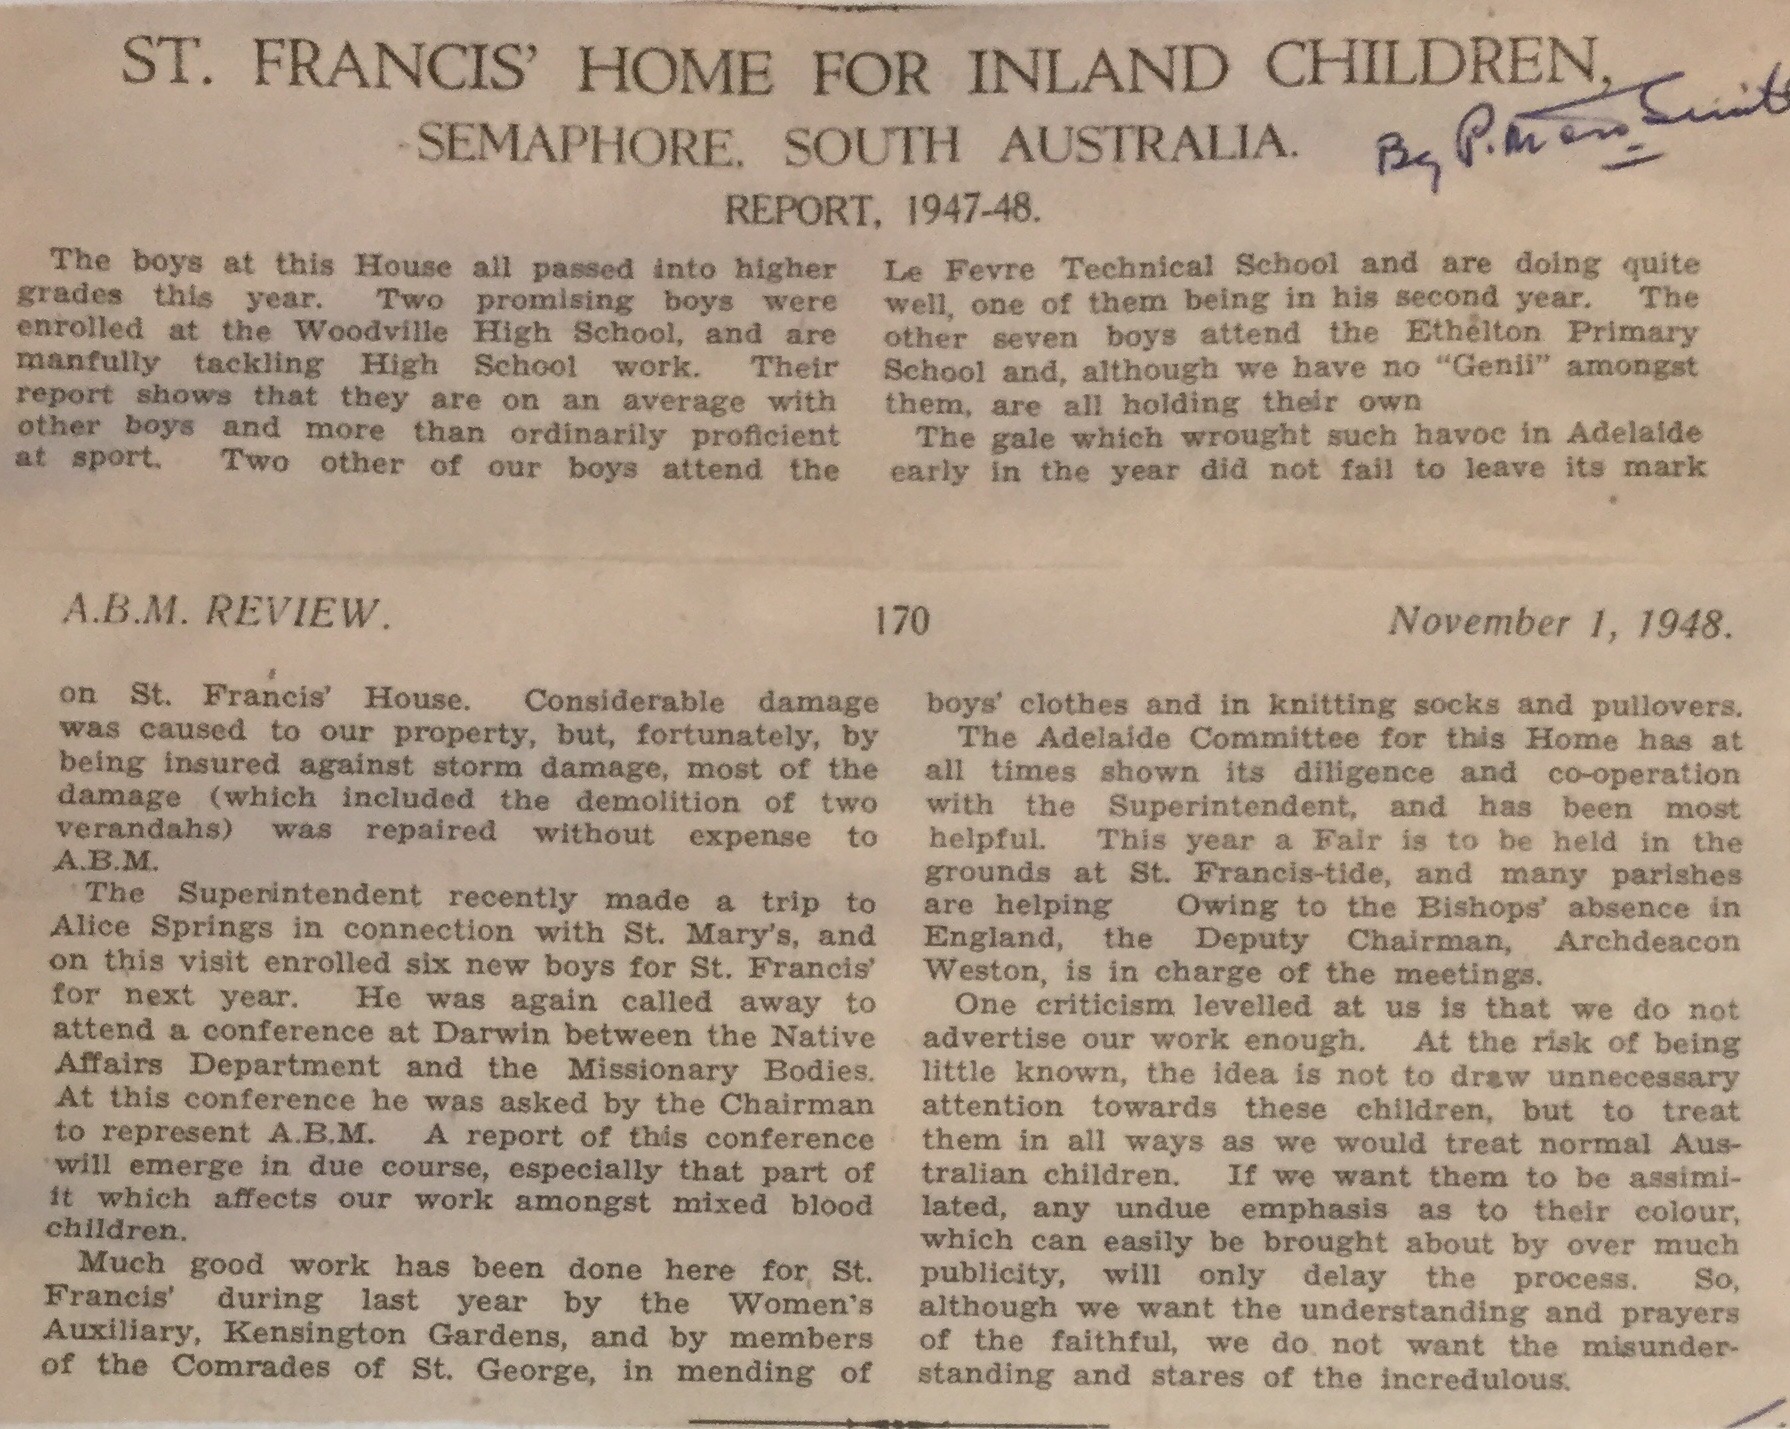 ST. FRANCIS' HOME FOR INLAND CHILDREN,
SEMAPHORE, SOUTH AUSTRALIA.
By P. McD. Smith
REPORT, 1947-48.
The boys at this House all passed into higher
grades this year. Two promising boys were
enrolled at the Woodville High School, and are
manfully tackling High School work. Their
report shows that they are on an average with
other boys and more than ordinarily proficient
at sport. Two other of our boys attend the
Le Fevre Technical School and are doing quite
well, one of them being in his second year. The
other seven boys attend the Ethelton Primary
School and, although we have no "Genii" amongst
them, are all holding their own
The gale which wrought such havoc in Adelaide
early in the year did not fail to leave its mark
A.B.M. REVIEW. 170 November 1, 1948.
on St. Francis' House. Considerable damage
was caused to our property, but, fortunately, by
being insured against storm damage, most of the
damage (which included the demolition of two
verandahs) was repaired without expense to
A.B.M.
The Superintendent recently made a trip to
Alice Springs in connection with St. Mary's, and
on this visit enrolled six new boys for St. Francis'
for next year. He was again called away to
attend a conference at Darwin between the Native
Affairs Department and the Missionary Bodies.
At this conference he was asked by the Chairman
to represent A.B.M. A report of this conference
will emerge in due course, especially that part of
it which affects our work amongst mixed blood
children.
Much good work has been done here for St.
Francis' during last year by the Women's
Auxiliary, Kensington Gardens, and by members
of the Comrades of St. George, in mending of
boys' clothes and in knitting socks and pullovers.
The Adelaide Committee for this Home has at
all times shown its diligence and co-operation
with the Superintendent, and has been most
helpful. This year a Fair is to be held in the
grounds at St. Francis-tide, and many parishes
are helping Owing to the Bishops' absence in
England, the Deputy Chairman, Archdeacon
Weston, is in charge of the meetings.
One criticism levelled at us is that we do not
advertise our work enough. At the risk of being
little known, the idea is not to draw unnecessary
attention towards these children, but to treat
them in all ways as we would treat normal Aus-
tralian children. If we want them to be assimi-
lated, any undue emphasis as to their colour,
which can easily be brought about by over much
publicity, will only delay the process. So,
although we want the understanding and prayers
of the faithful, we do not want the misunder-
standing and stares of the incredulous.